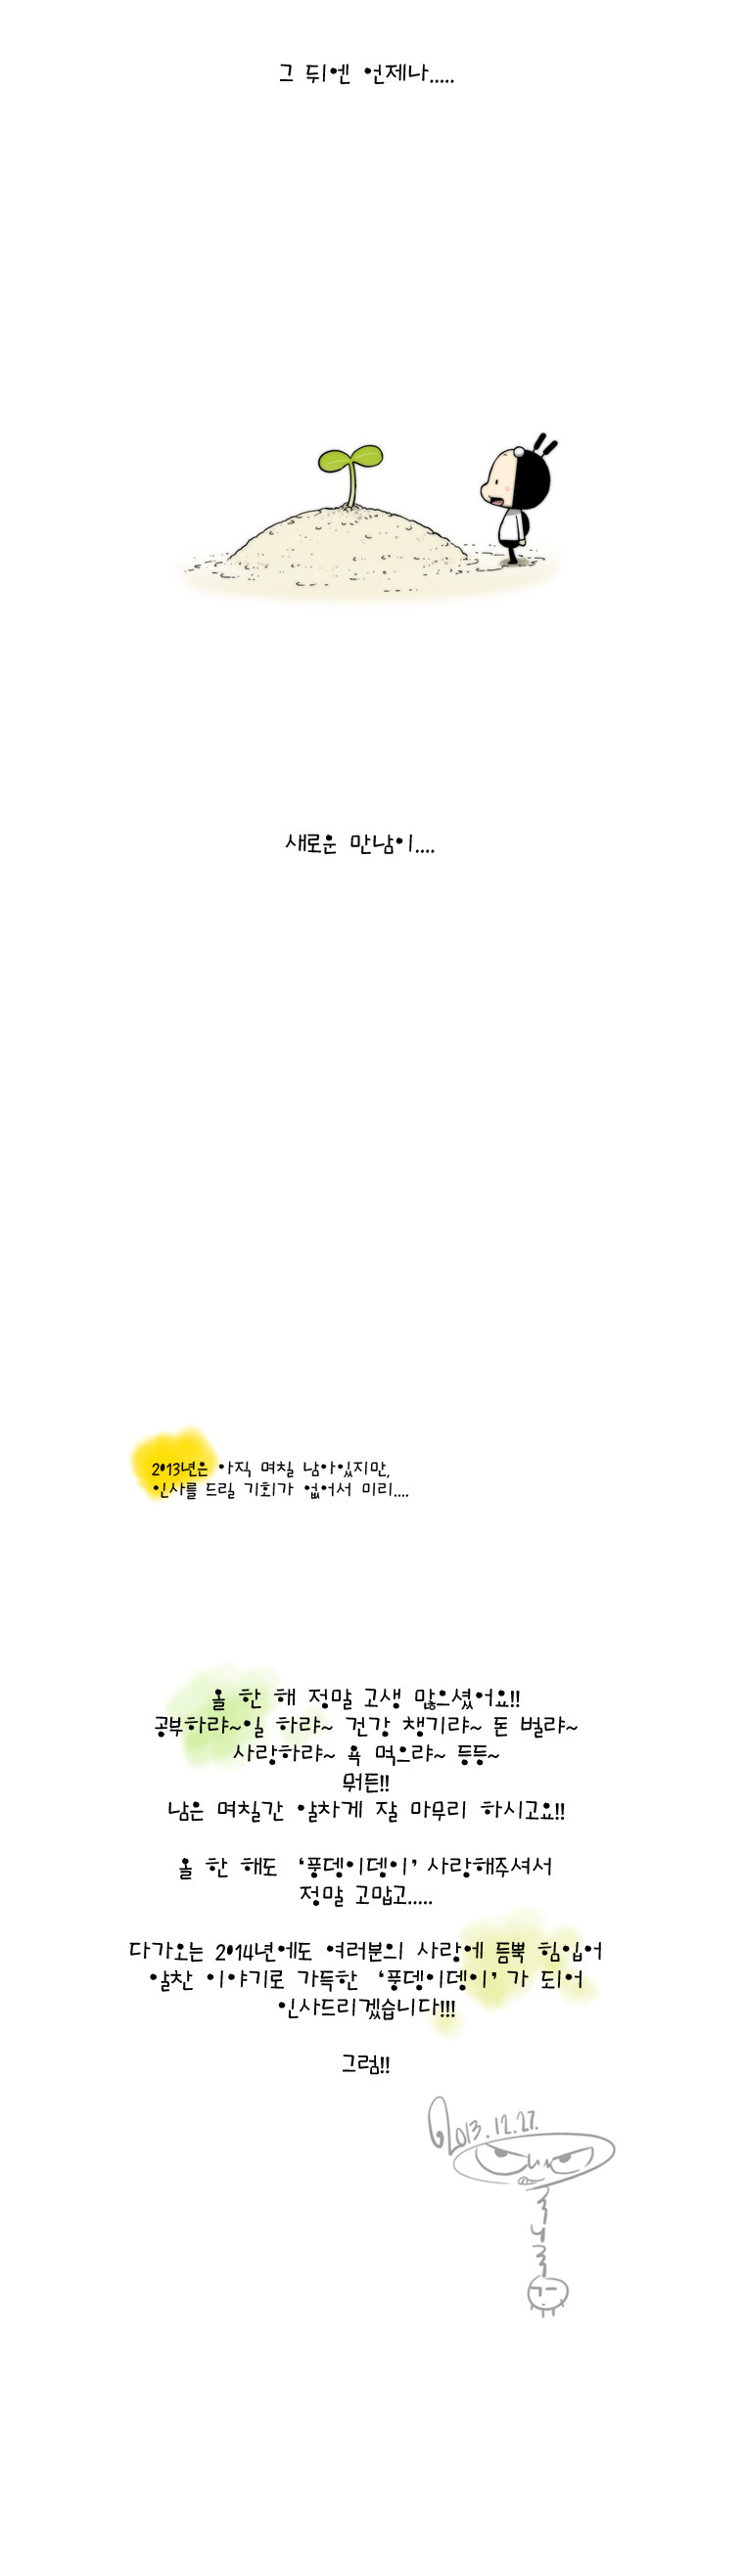 그 뒤엔 언제나.....
새로운 만남이....
2013년은 아직 며칠 남아있지만,
인사를 드릴 기회가 없어서 미리....
올 한 해 정말 고생 많으셨어요!!
공부하랴~일 하랴~ 건강 챙기랴~ 돈 벌랴~
사랑하랴~ 욕 먹으랴~ 등등~
뭐든!!
남은 며칠간 알차게 잘 마무리 하시고요!!
올 한 해도 ‘풍뎅이뎅이’ 사랑해주셔서
정말 고맙고.....
다가오는 2014년에도 여러분의 사랑에 듬뿍 힘입어
알찬 이야기로 가득한 ‘풍뎅이뎅이’ 가 되어
인사드리겠습니다!!!
그럼!!
2013.12.27.